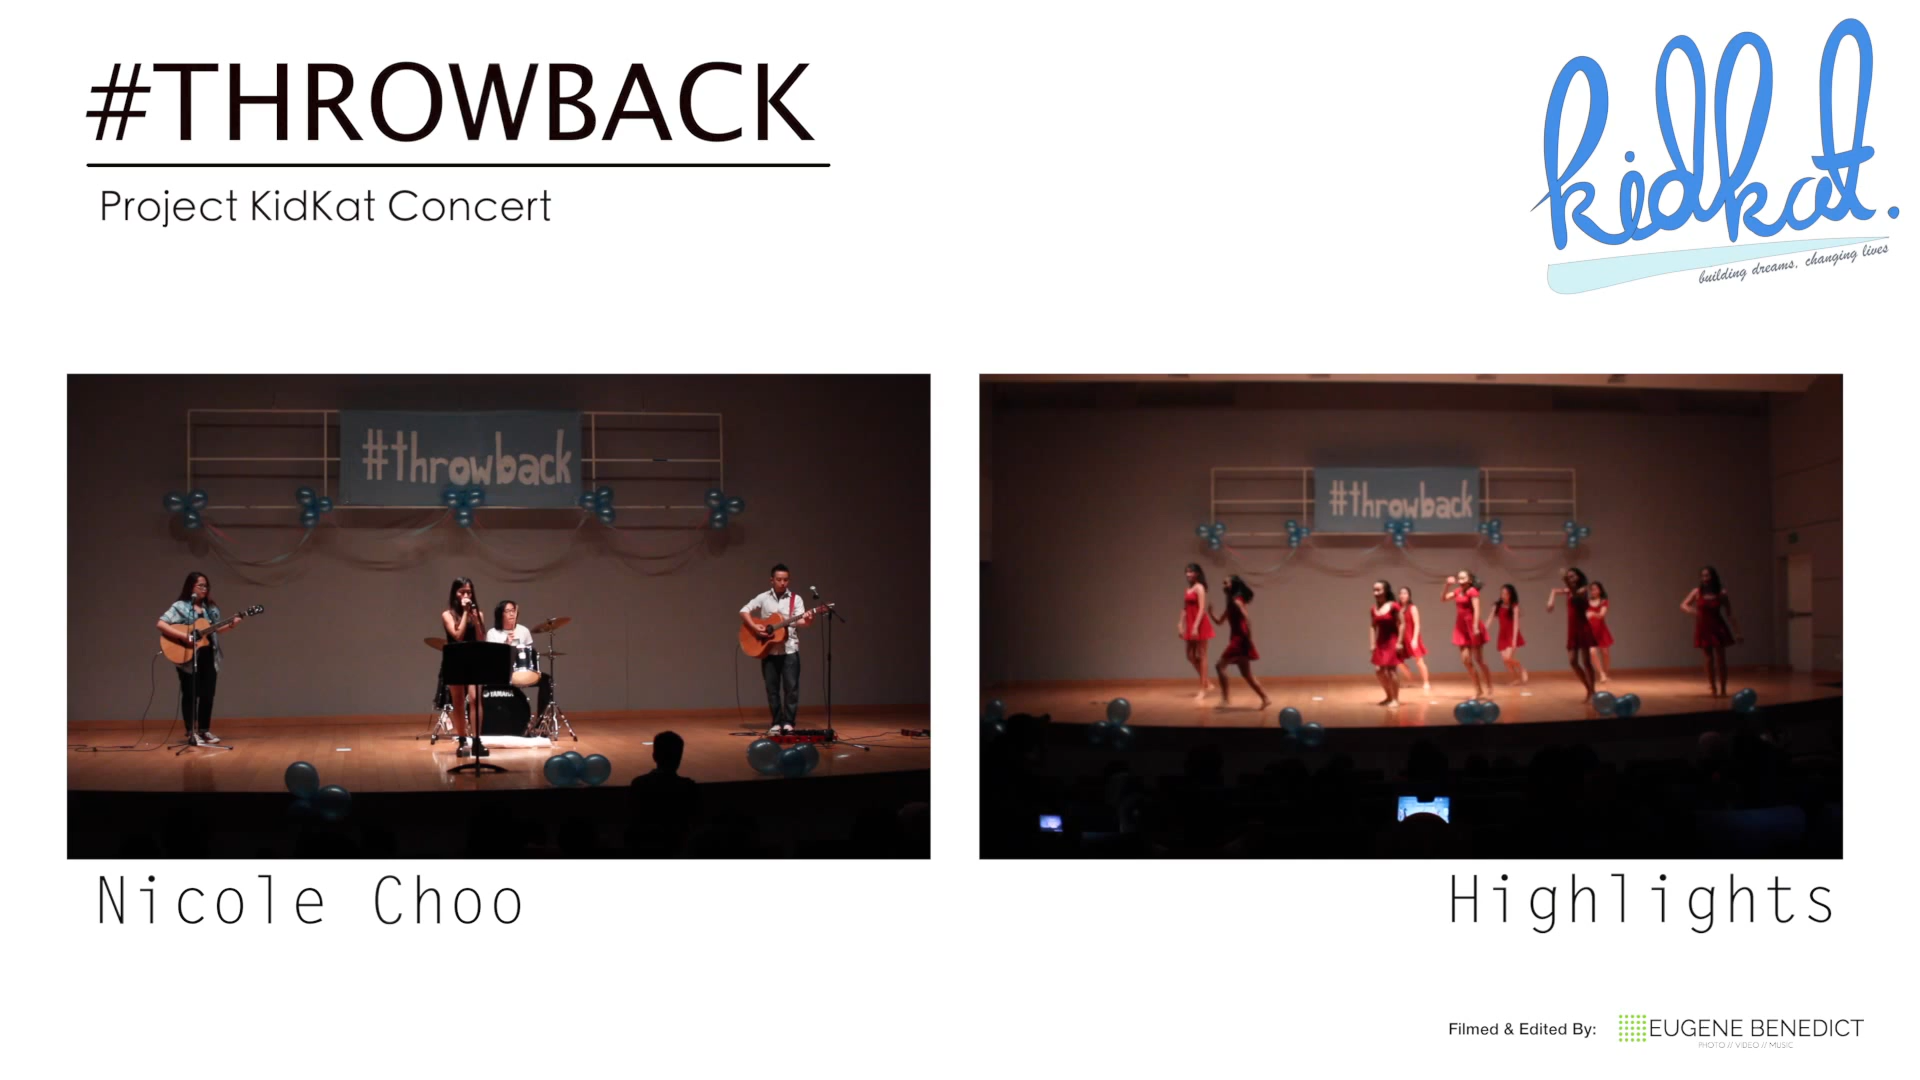 #THROWBACK
Project KidKat Concert
kidkat.
building dreams. changing lives
#throwback
YAMAHA
#throwback
Nicole Choo
Highlights
Filmed & Edited By:
EUGENE BENEDICT
PHOTO // VIDEO // MUSIC